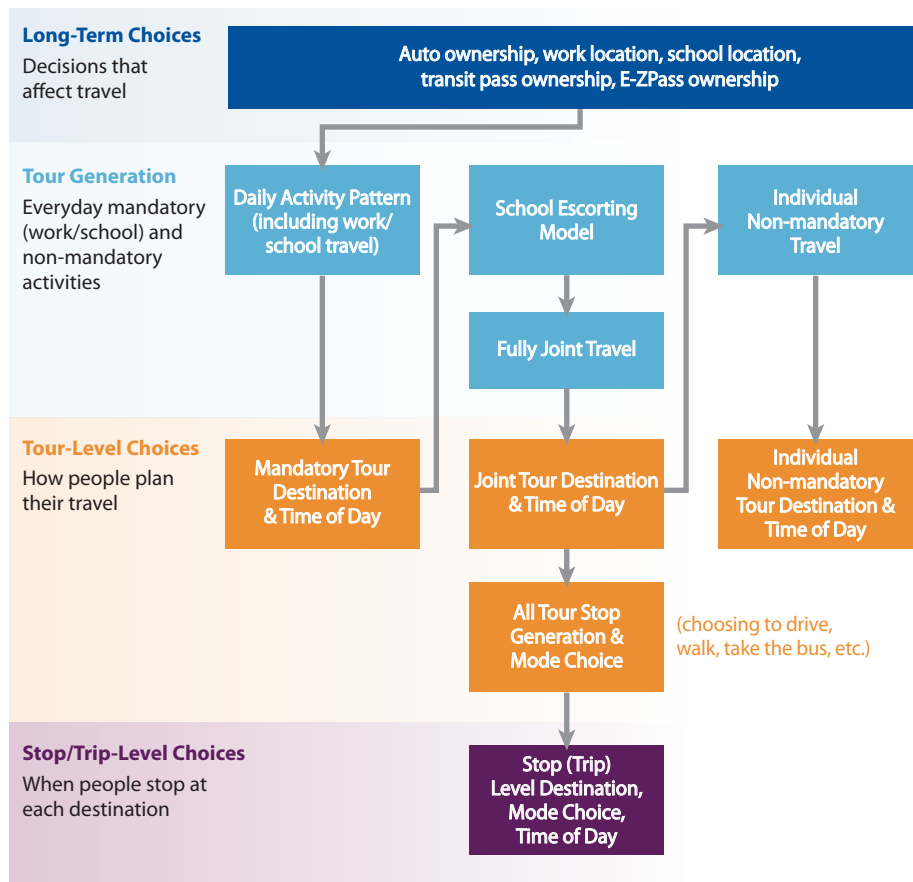 Long-Term Choices
Decisions that
affect travel
Auto ownership, work location, school location,
transit pass ownership, E-ZPass ownership
Tour Generation
Everyday mandatory
(work/school) and
non-mandatory
activities
Daily Activity Pattern
(including work/
school travel)
School Escorting
Model
Individual
Non-mandatory
Travel
Fully Joint Travel
Tour-Level Choices
How people plan
their travel
Mandatory Tour
Destination
& Time of Day
Joint Tour Destination
& Time of Day
Individual
Non-mandatory
Tour Destination &
Time of Day
All Tour Stop
Generation &
Mode Choice
(choosing to drive,
walk, take the bus, etc.)
Stop/Trip-Level Choices
When people stop at
each destination
Stop (Trip)
Level Destination,
Mode Choice,
Time of Day